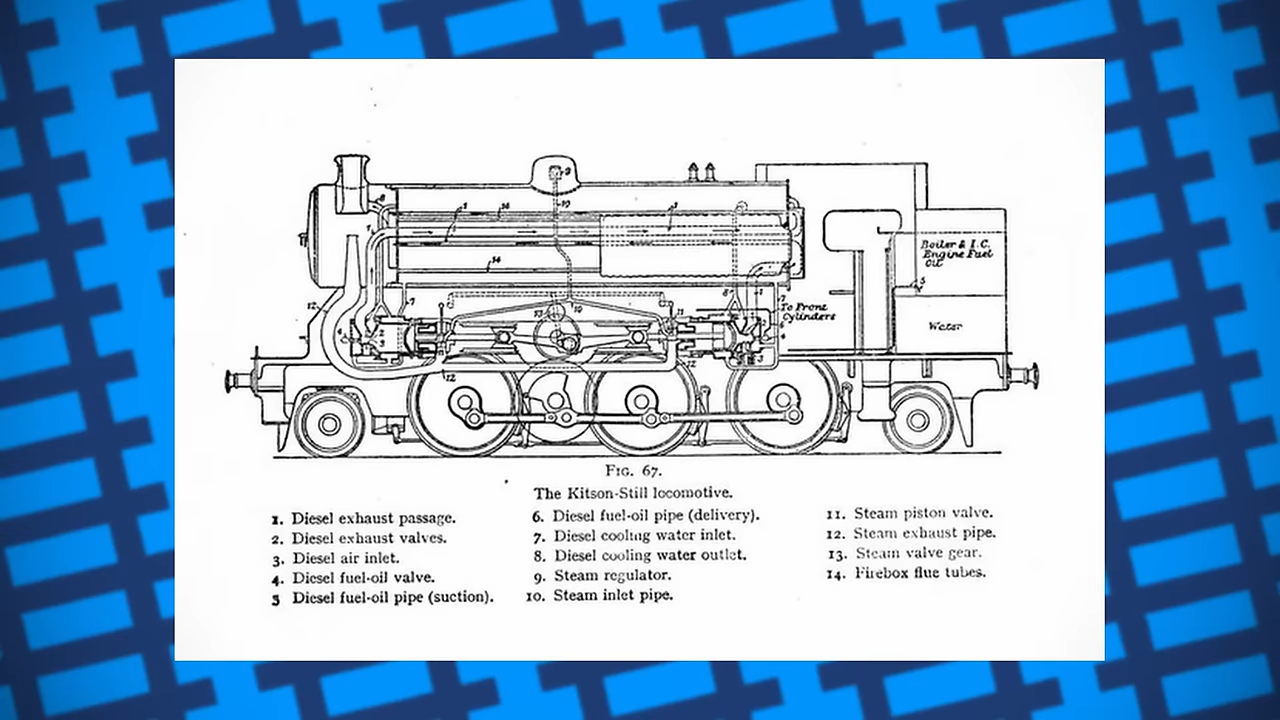 Boiler & I.C.
Engine Fuel
Oil
To Front
Cylinders
Water
FIG. 67.
The Kitson-Still locomotive.
1. Diesel exhaust passage.
2. Diesel exhaust valves.
3. Diesel air inlet.
4. Diesel fuel-oil valve.
5 Diesel fuel-oil pipe (suction).
6. Diesel fuel-oil pipe (delivery).
7. Diesel cooling water inlet.
8. Diesel cooling water outlet.
9. Steam regulator.
10. Steam inlet pipe.
11. Steam piston valve.
12. Steam exhaust pipe.
13. Steam valve gear.
14. Firebox flue tubes.